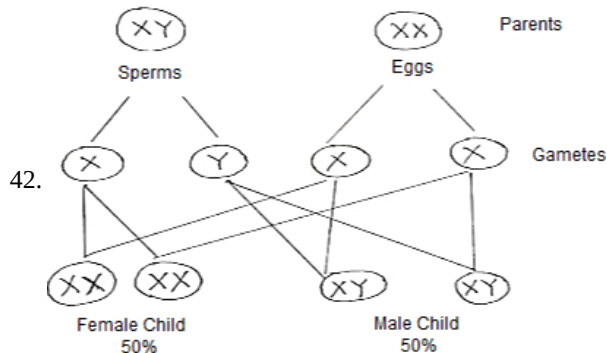 XY XX Parents
Sperms Eggs
X Y X X Gametes
42.
XX XX XY XY
Female Child Male Child
50% 50%